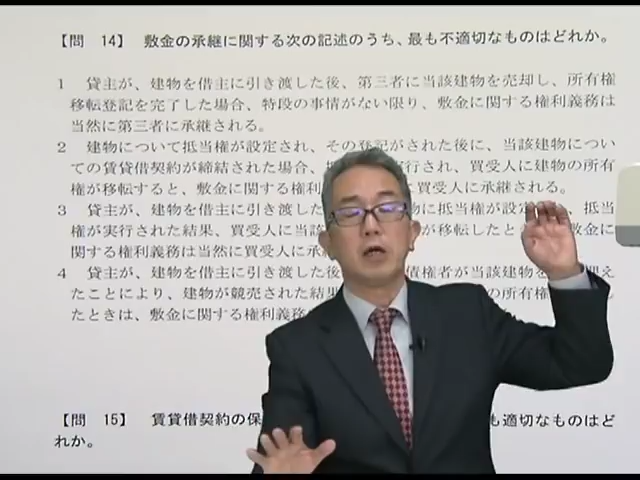 【問 14】 敷金の承継に関する次の記述のうち、最も不適切なものはどれか。
1 貸主が、建物を借主に引き渡した後、第三者に当該建物を売却し、所有権
移転登記を完了した場合、特段の事情がない限り、敷金に関する権利義務は
当然に第三者に承継される。
2 建物について抵当権が設定され、その登記がされた後に、当該建物につい
ての賃貸借契約が締結された場合、 実行され、買受人に建物の所有
権が移転すると、敷金に関する権利 に買受人に承継される。
3 貸主が、建物を借主に引き渡した 物に抵当権が設定 、抵当
権が実行された結果、買受人に当該 が移転したとき、敷金に
関する権利義務は当然に買受人に承
4 貸主が、建物を借主に引き渡した後 債権者が当該建物を 押え
たことにより、建物が競売された結果 の所有権が移転し
たときは、敷金に関する権利義務
【問 15】 賃貸借契約の保 も適切なものはど
れか。